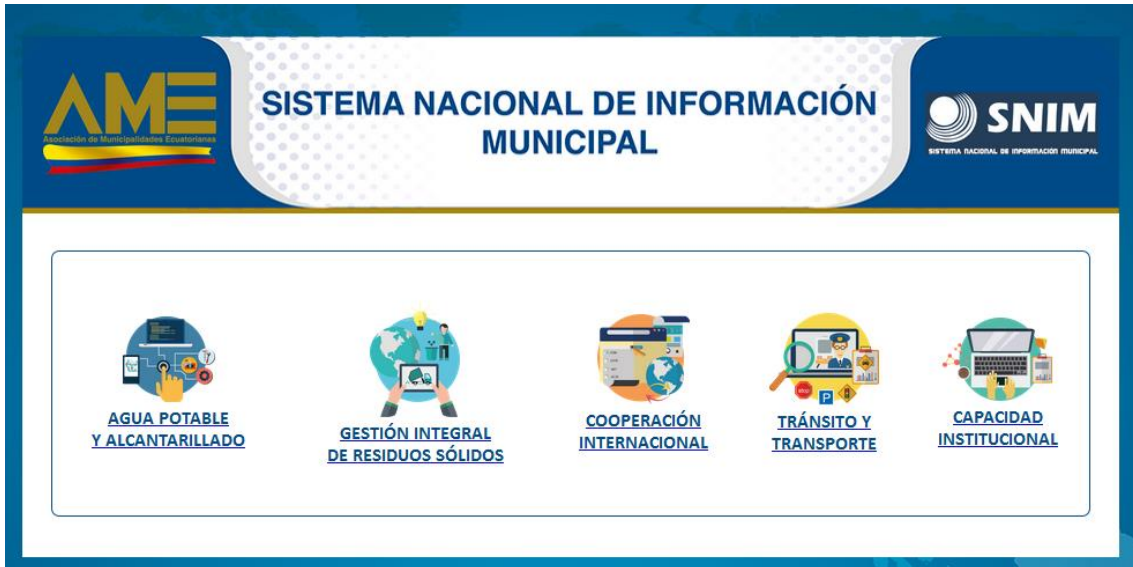 AME
Asociación de Municipalidades Ecuatorianas
SISTEMA NACIONAL DE INFORMACIÓN
MUNICIPAL
SNIM
SISTEMA NACIONAL DE INFORMACIÓN MUNICIPAL
AGUA POTABLE
Y ALCANTARILLADO
GESTIÓN INTEGRAL
DE RESIDUOS SÓLIDOS
COOPERACIÓN
INTERNACIONAL
STOP
P
TRÁNSITO Y
TRANSPORTE
CAPACIDAD
INSTITUCIONAL